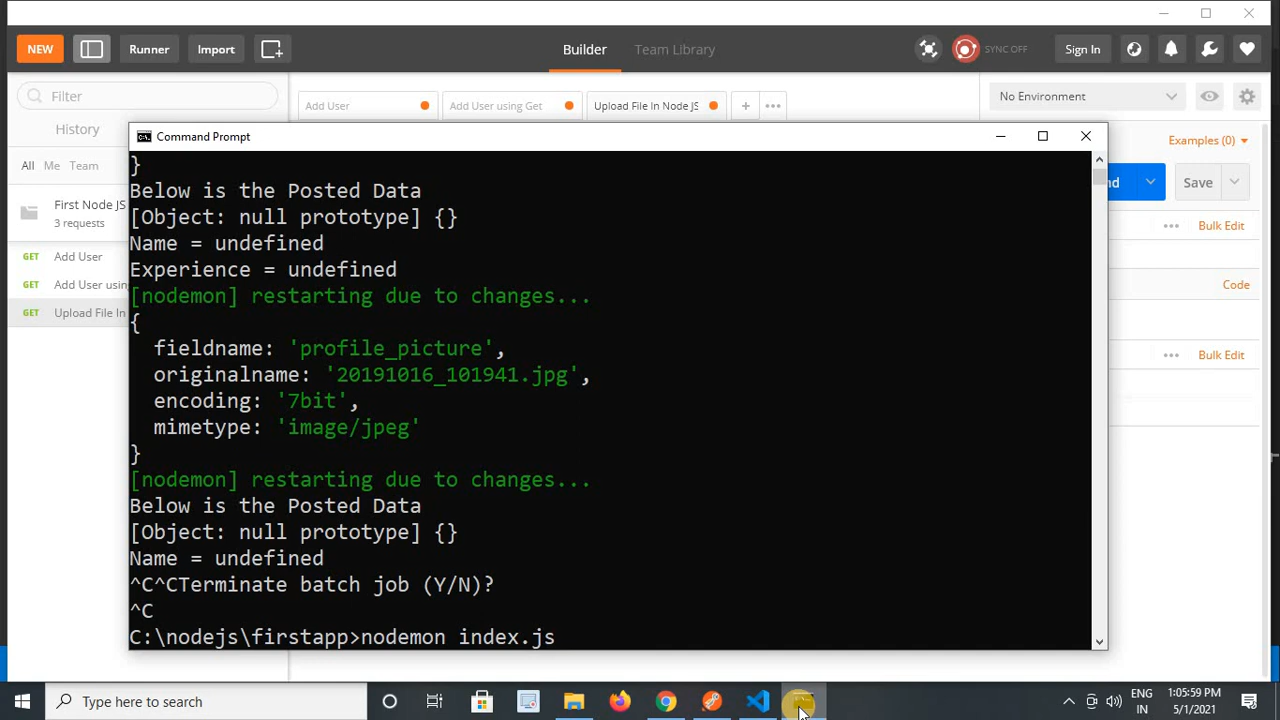 NEW
Runner
Import
Builder
Team Library
SYNC OFF
Sign In
Filter
Add User
Add User using Get
Upload File In Node JS
No Environment
History
Command Prompt
Examples (0)
All Me Team
Save
First Node JS
3 requests
Bulk Edit
GET Add User
GET Add User using
GET Upload File In
Code
Bulk Edit
}
Below is the Posted Data
[Object: null prototype] {}
Name = undefined
Experience = undefined
[nodemon] restarting due to changes...
{
fieldname: 'profile_picture',
originalname: '20191016_101941.jpg',
encoding: '7bit',
mimetype: 'image/jpeg'
}
[nodemon] restarting due to changes...
Below is the Posted Data
[Object: null prototype] {}
Name = undefined
^C^CTerminate batch job (Y/N)?
^C
C:\nodejs\firstapp>nodemon index.js
Type here to search
ENG
IN
1:05:59 PM
5/1/2021